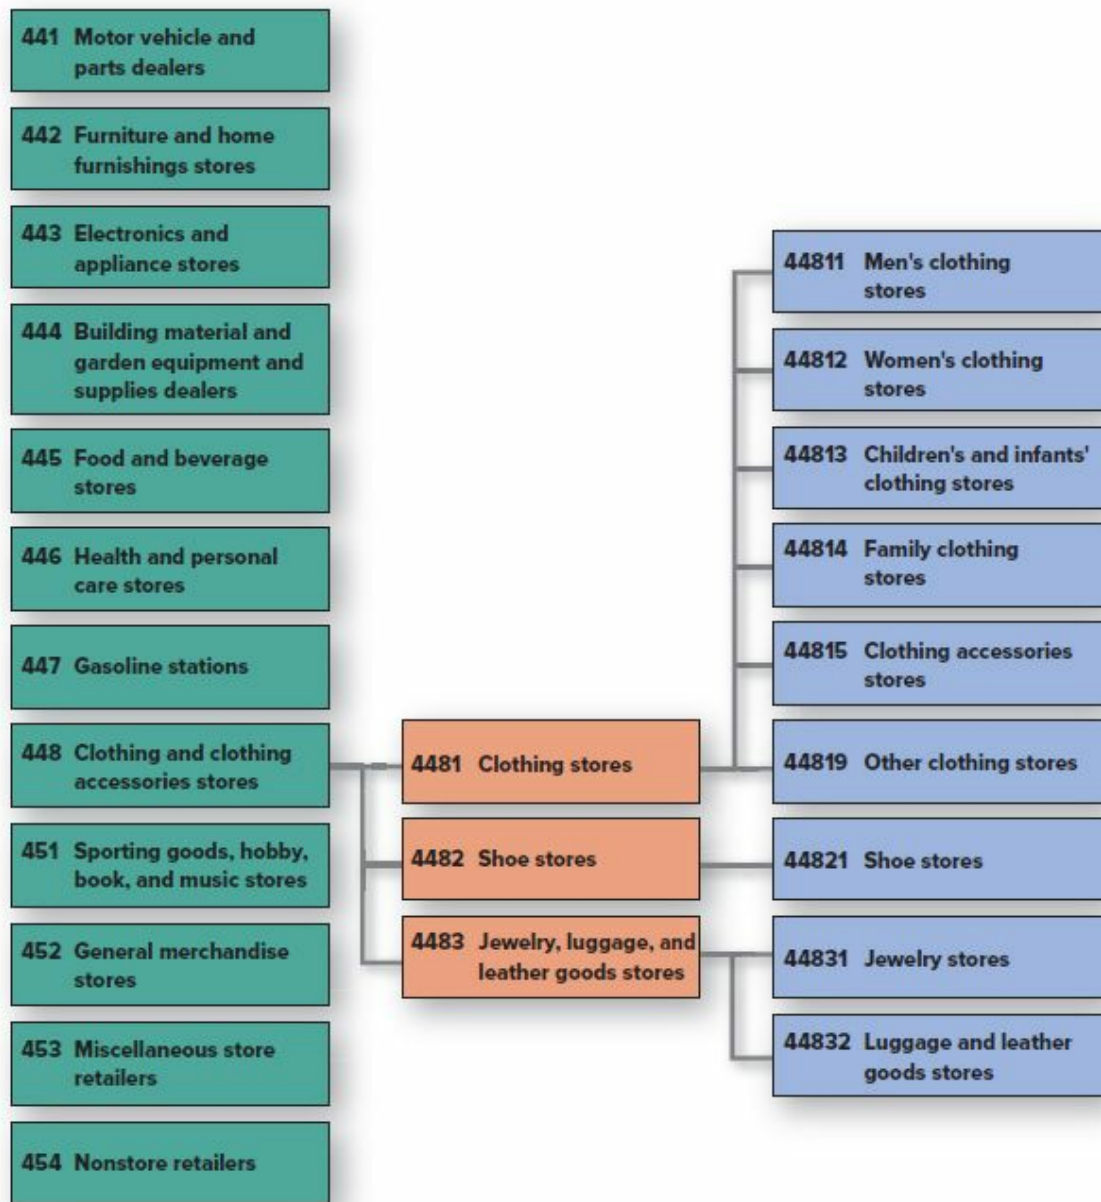 441 Motor vehicle and
parts dealers
442 Furniture and home
furnishings stores
443 Electronics and
appliance stores
444 Building material and
garden equipment and
supplies dealers
445 Food and beverage
stores
446 Health and personal
care stores
447 Gasoline stations
448 Clothing and clothing
accessories stores
451 Sporting goods, hobby,
book, and music stores
452 General merchandise
stores
453 Miscellaneous store
retailers
454 Nonstore retailers
4481 Clothing stores
4482 Shoe stores
4483 Jewelry, luggage, and
leather goods stores
44811 Men's clothing
stores
44812 Women's clothing
stores
44813 Children's and infants'
clothing stores
44814 Family clothing
stores
44815 Clothing accessories
stores
44819 Other clothing stores
44821 Shoe stores
44831 Jewelry stores
44832 Luggage and leather
goods stores